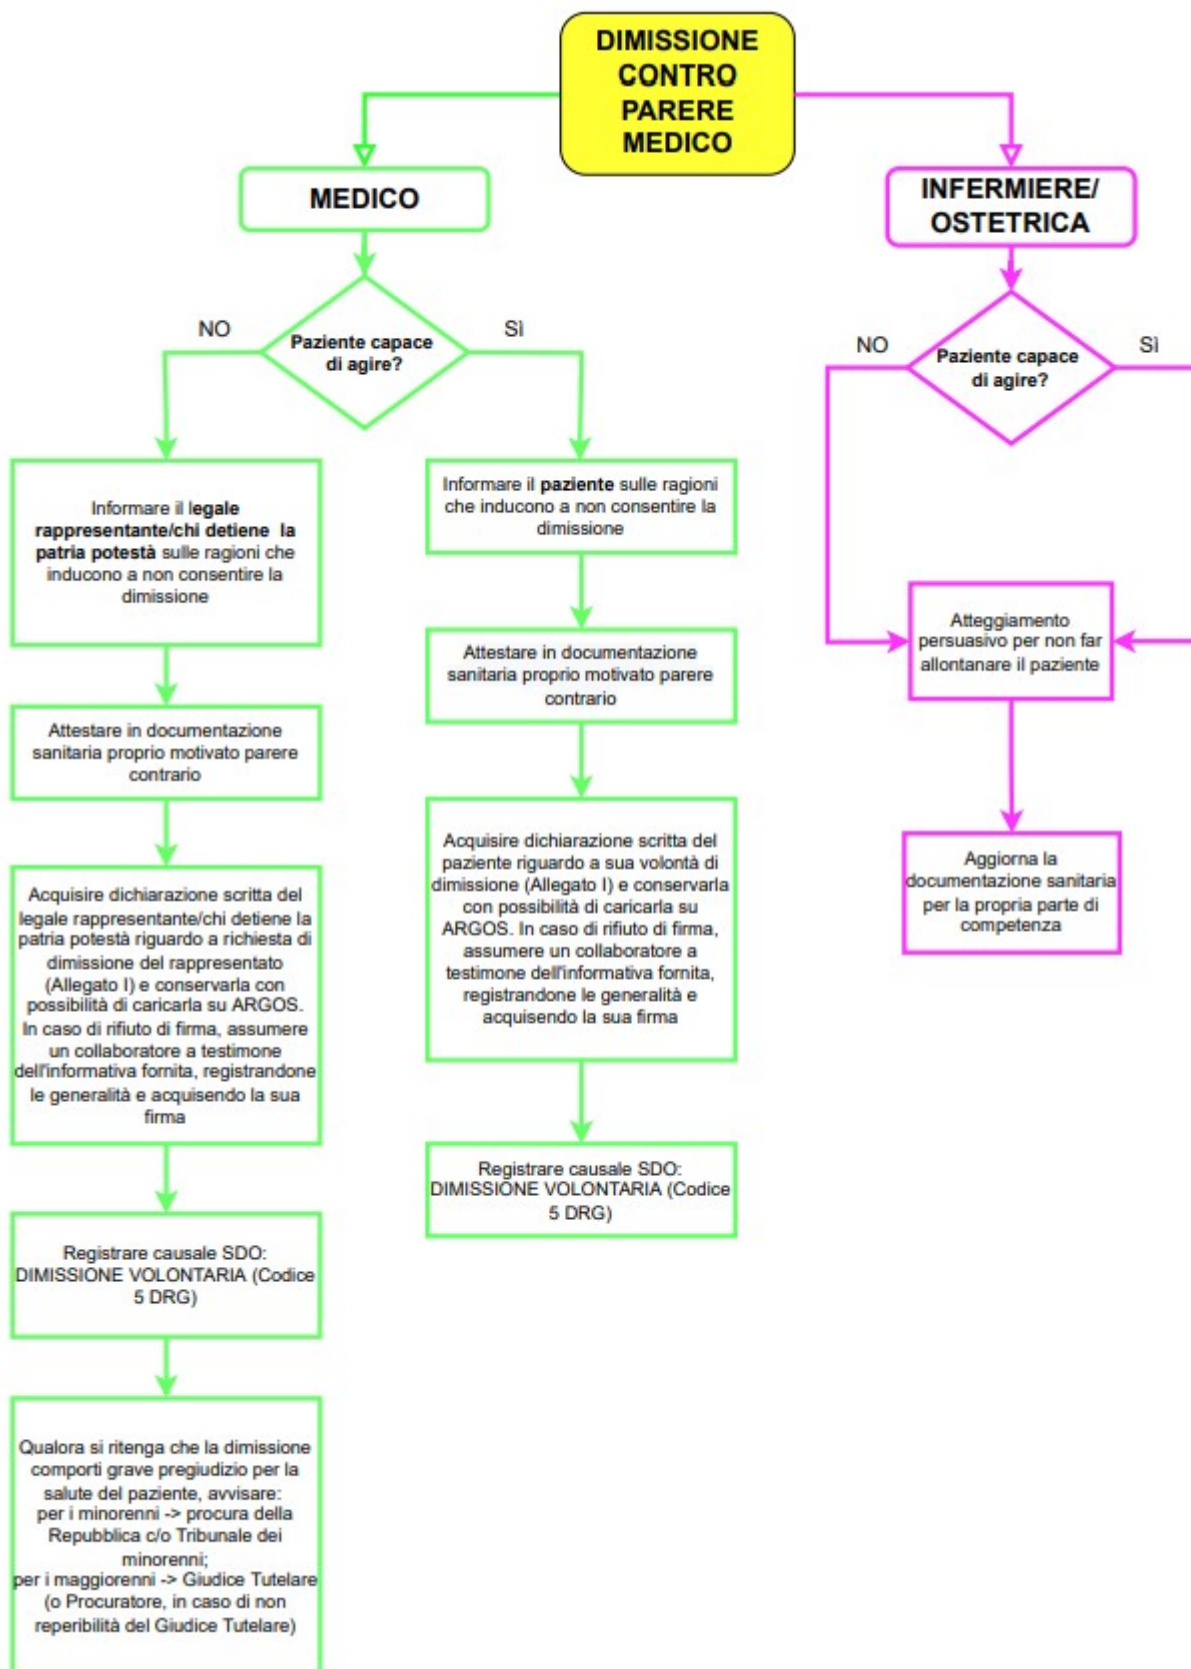 DIMISSIONE
CONTRO
PARERE
MEDICO
MEDICO
NO
Paziente capace
di agire?
Sì
Informare il legale
rappresentante/chi detiene la
patria potestà sulle ragioni che
inducono a non consentire la
dimissione
Attestare in documentazione
sanitaria proprio motivato parere
contrario
Acquisire dichiarazione scritta del
legale rappresentante/chi detiene la
patria potestà riguardo a richiesta di
dimissione del rappresentato
(Allegato I) e conservarla con
possibilità di caricarla su ARGOS.
In caso di rifiuto di firma, assumere
un collaboratore a testimone
dell'informativa fornita, registrandone
le generalità e acquisendo la sua
firma
Registrare causale SDO:
DIMISSIONE VOLONTARIA (Codice
5 DRG)
Qualora si ritenga che la dimissione
comporti grave pregiudizio per la
salute del paziente, avvisare:
per i minorenni -> procura della
Repubblica c/o Tribunale dei
minorenni;
per i maggiorenni -> Giudice Tutelare
(o Procuratore, in caso di non
reperibilità del Giudice Tutelare)
Informare il paziente sulle ragioni
che inducono a non consentire la
dimissione
Attestare in documentazione
sanitaria proprio motivato parere
contrario
Acquisire dichiarazione scritta del
paziente riguardo a sua volontà di
dimissione (Allegato I) e conservarla
con possibilità di caricarla su
ARGOS. In caso di rifiuto di firma,
assumere un collaboratore a
testimone dell'informativa fornita,
registrandone le generalità e
acquisendo la sua firma
Registrare causale SDO:
DIMISSIONE VOLONTARIA (Codice
5 DRG)
INFERMIERE/
OSTETRICA
NO
Paziente capace
di agire?
Sì
Atteggiamento
persuasivo per non far
allontanare il paziente
Aggiorna la
documentazione sanitaria
per la propria parte di
competenza